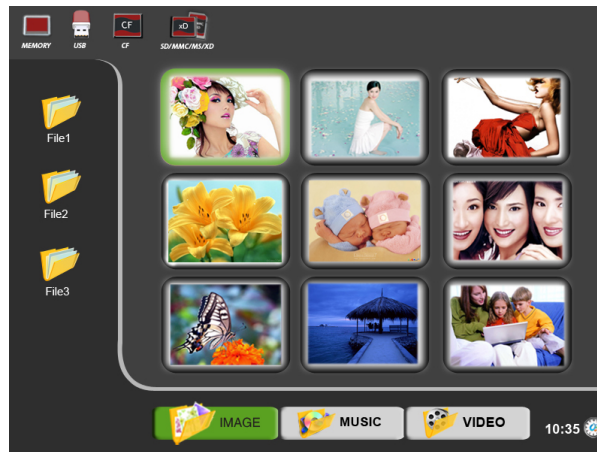 CF
xD
MEMORY
USB
CF
SD/MMC/MS/XD
File1
File2
File3
IMAGE
MUSIC
VIDEO
10:35